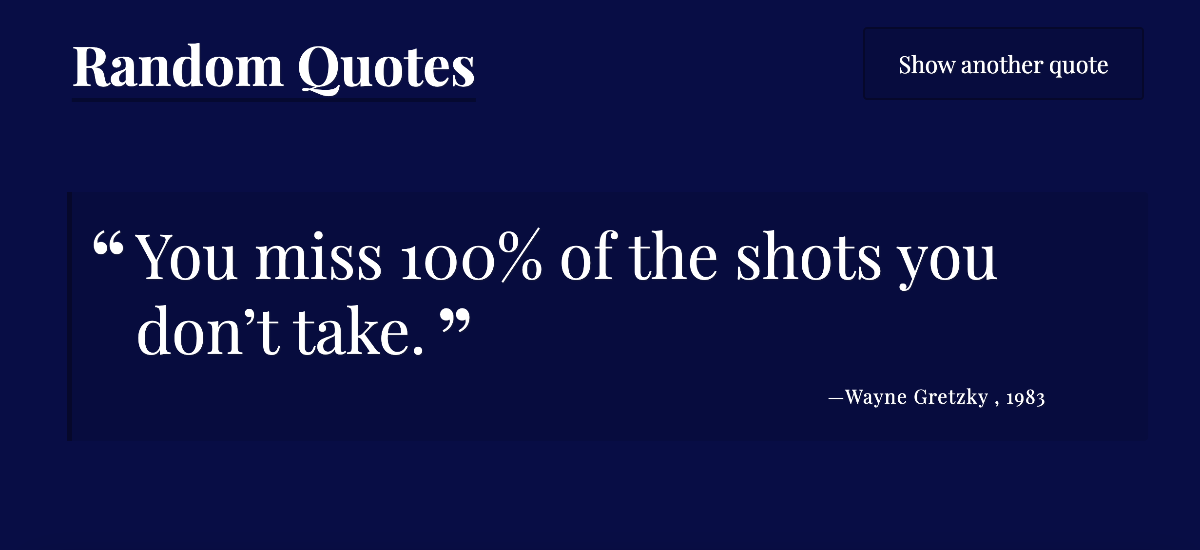 Random Quotes
Show another quote
“ You miss 100% of the shots you
don’t take. ”
—Wayne Gretzky , 1983